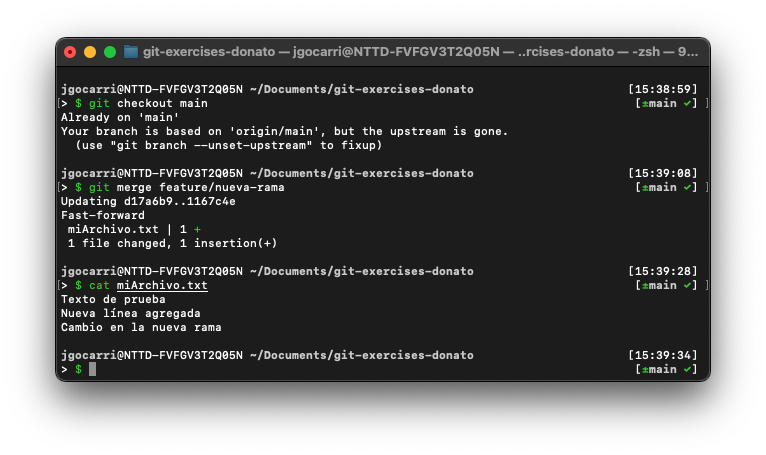 git-exercises-donato — jgocarri@NTTD-FVFGV3T2Q05N — ..rcises-donato — -zsh — 9...
jgocarri@NTTD-FVFGV3T2Q05N ~/Documents/git-exercises-donato [15:38:59]
[> $ git checkout main [±main ✓] ]
Already on 'main'
Your branch is based on 'origin/main', but the upstream is gone.
  (use "git branch --unset-upstream" to fixup)
jgocarri@NTTD-FVFGV3T2Q05N ~/Documents/git-exercises-donato [15:39:08]
[> $ git merge feature/nueva-rama [±main ✓] ]
Updating d17a6b9..1167c4e
Fast-forward
 miArchivo.txt | 1 +
 1 file changed, 1 insertion(+)
jgocarri@NTTD-FVFGV3T2Q05N ~/Documents/git-exercises-donato [15:39:28]
[> $ cat miArchivo.txt [±main ✓] ]
Texto de prueba
Nueva línea agregada
Cambio en la nueva rama
jgocarri@NTTD-FVFGV3T2Q05N ~/Documents/git-exercises-donato [15:39:34]
> $ [±main ✓]